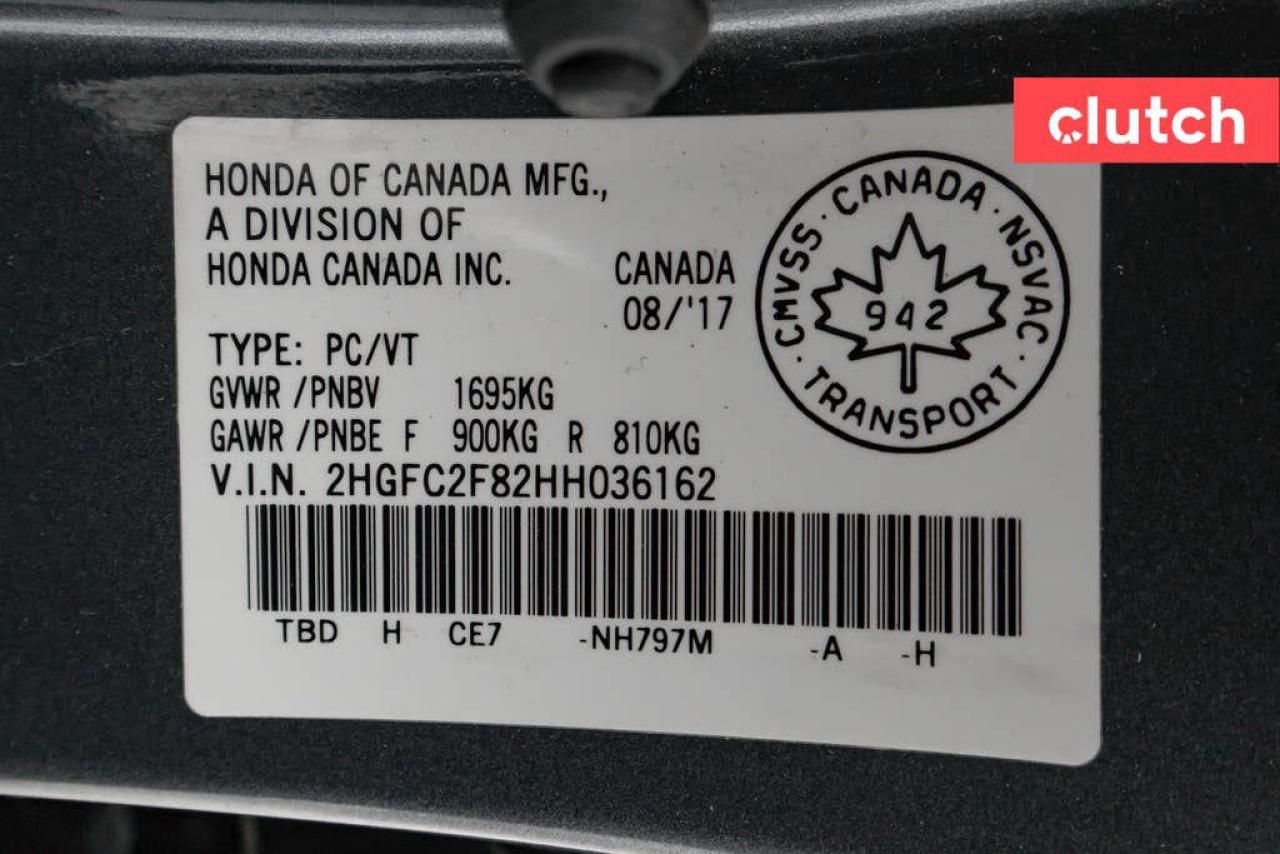 clutch
HONDA OF CANADA MFG.,
A DIVISION OF
HONDA CANADA INC. CANADA
08/'17
TYPE: PC/VT
GVWR /PNBV 1695KG
GAWR /PNBE F 900KG R 810KG
V.I.N. 2HGFC2F82HH036162
TBD H CE7 -NH797M -A -H
CMVSS · CANADA · NSVAC · TRANSPORT ·
942